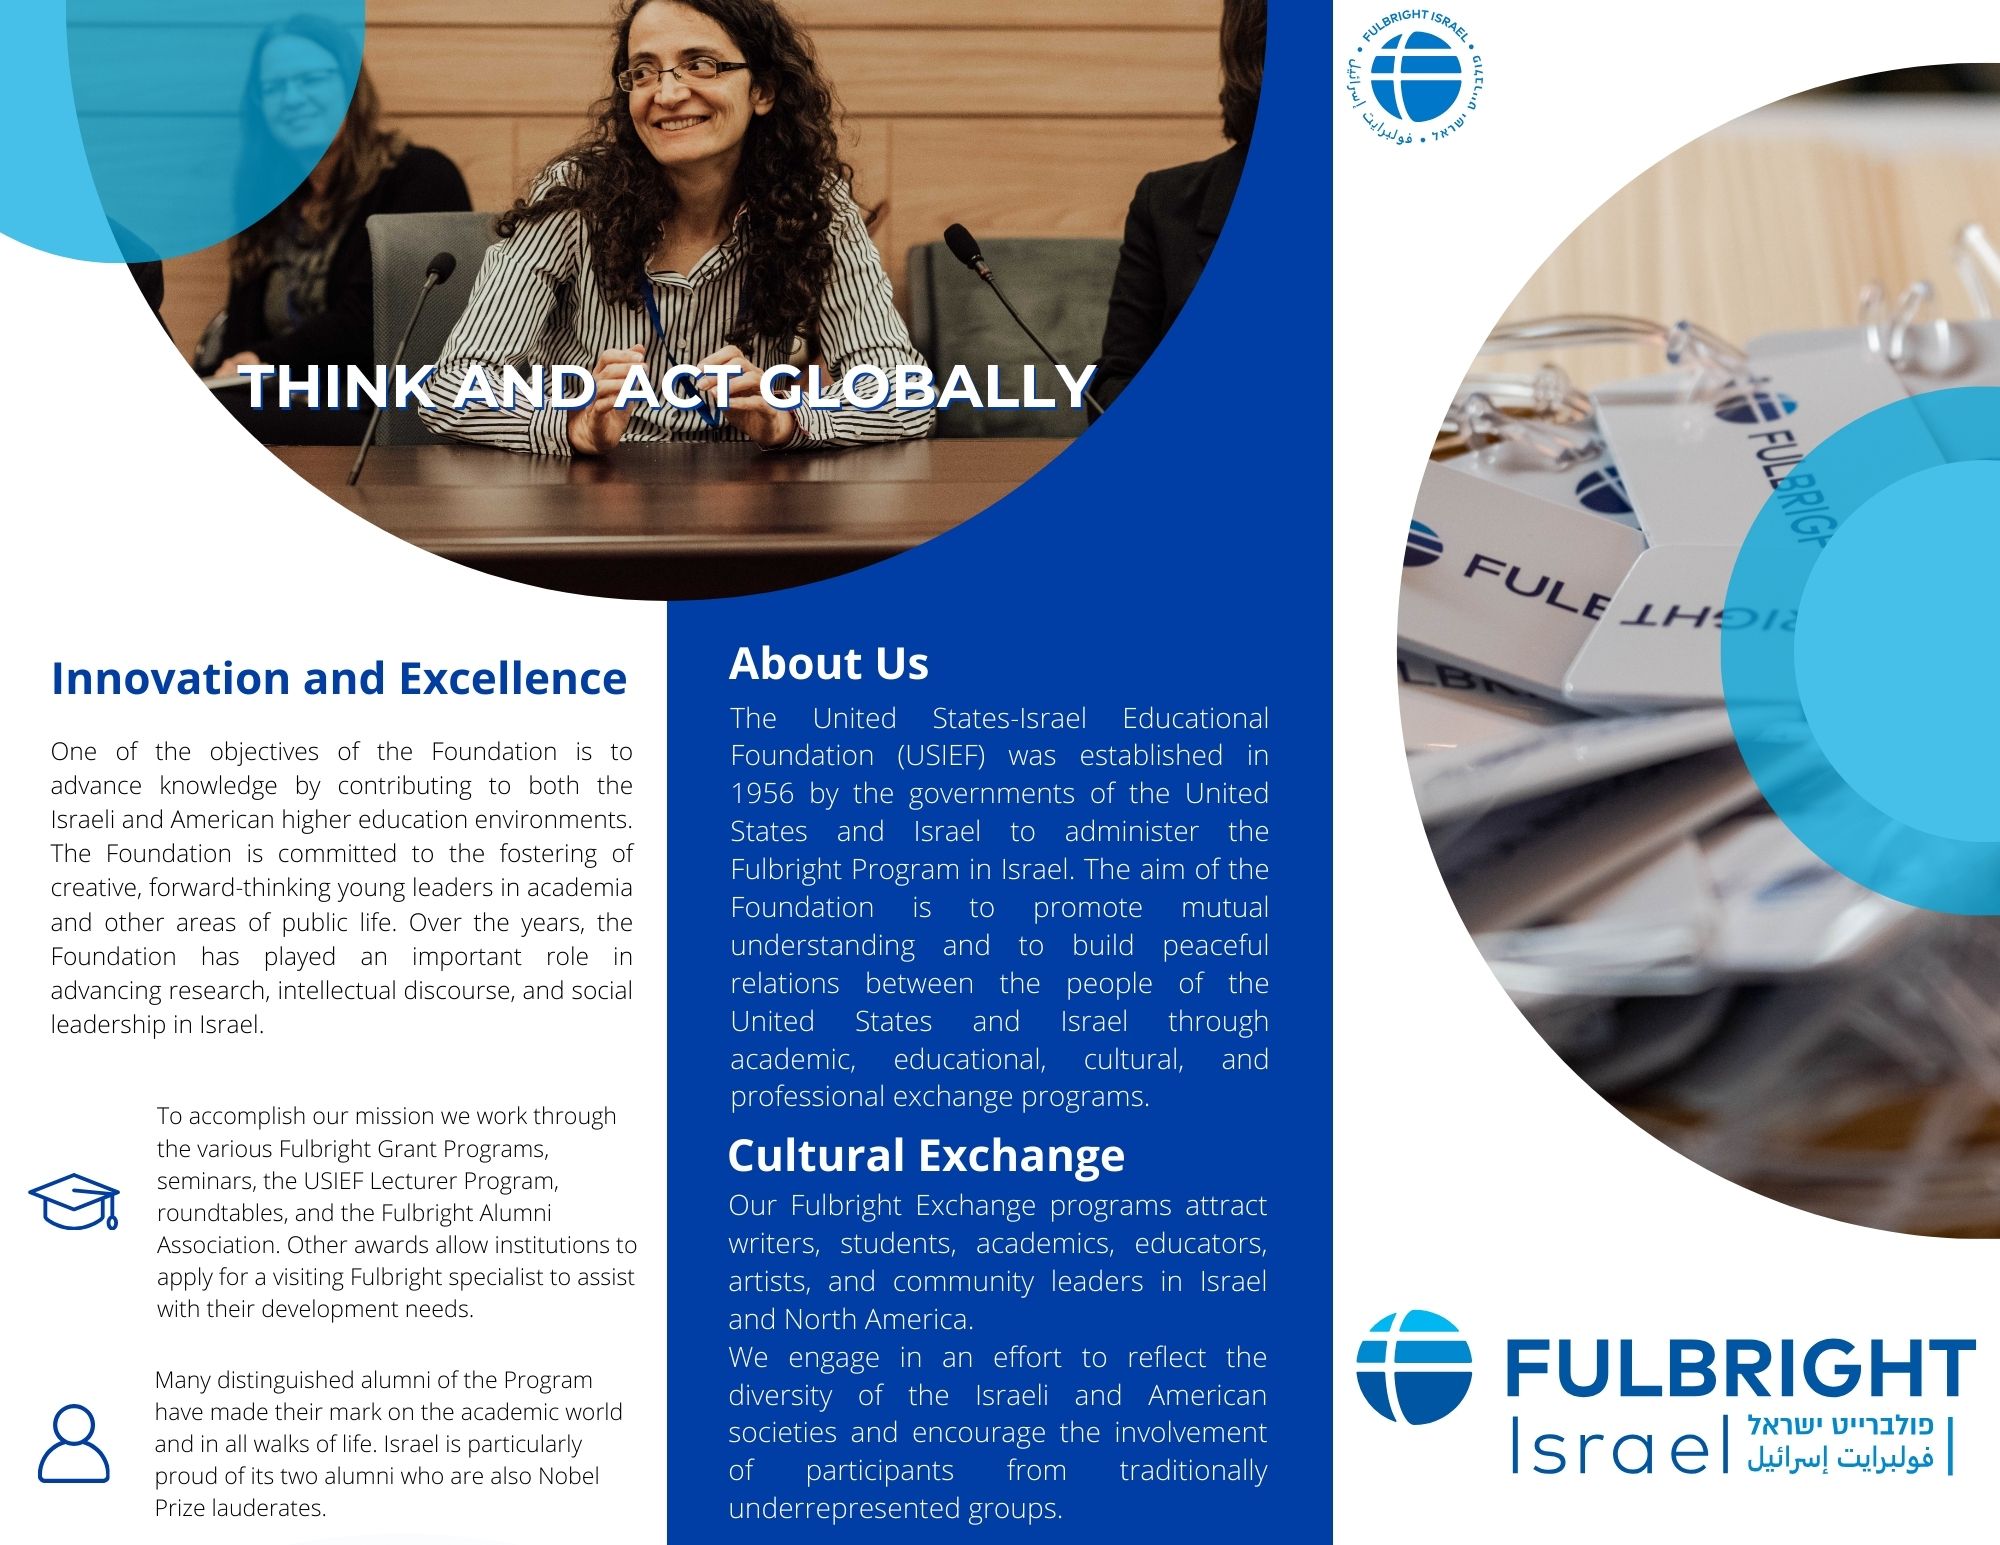 THINK AND ACT GLOBALLY
Innovation and Excellence
One of the objectives of the Foundation is to
advance knowledge by contributing to both the
Israeli and American higher education environments.
The Foundation is committed to the fostering of
creative, forward-thinking young leaders in academia
and other areas of public life. Over the years, the
Foundation has played an important role in
advancing research, intellectual discourse, and social
leadership in Israel.
To accomplish our mission we work through
the various Fulbright Grant Programs,
seminars, the USIEF Lecturer Program,
roundtables, and the Fulbright Alumni
Association. Other awards allow institutions to
apply for a visiting Fulbright specialist to assist
with their development needs.
Many distinguished alumni of the Program
have made their mark on the academic world
and in all walks of life. Israel is particularly
proud of its two alumni who are also Nobel
Prize lauderates.
About Us
The United States-Israel Educational
Foundation (USIEF) was established in
1956 by the governments of the United
States and Israel to administer the
Fulbright Program in Israel. The aim of the
Foundation is to promote mutual
understanding and to build peaceful
relations between the people of the
United States and Israel through
academic, educational, cultural, and
professional exchange programs.
Cultural Exchange
Our Fulbright Exchange programs attract
writers, students, academics, educators,
artists, and community leaders in Israel
and North America.
We engage in an effort to reflect the
diversity of the Israeli and American
societies and encourage the involvement
of participants from traditionally
underrepresented groups.
• FULBRIGHT ISRAEL •
פולברייט ישראל •
فولبرايت إسرائيل
FULBRIG
FULB
RIGHT
LBR
FULBRIGHT
Israel
פולברייט ישראל
فولبرايت إسرائيل